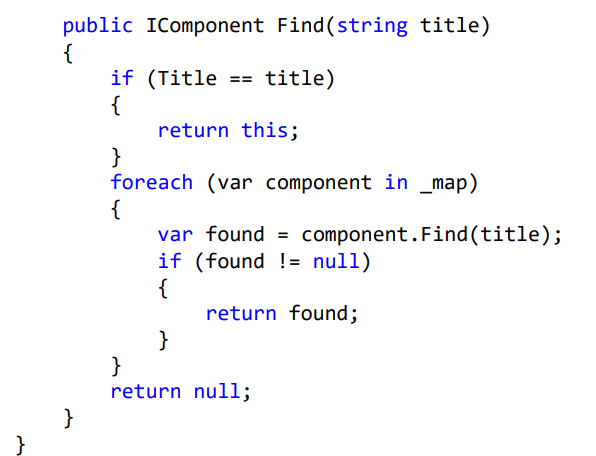 public IComponent Find(string title)
{
if (Title == title)
{
return this;
}
foreach (var component in _map)
{
var found = component.Find(title);
if (found != null)
{
return found;
}
}
return null;
}
}